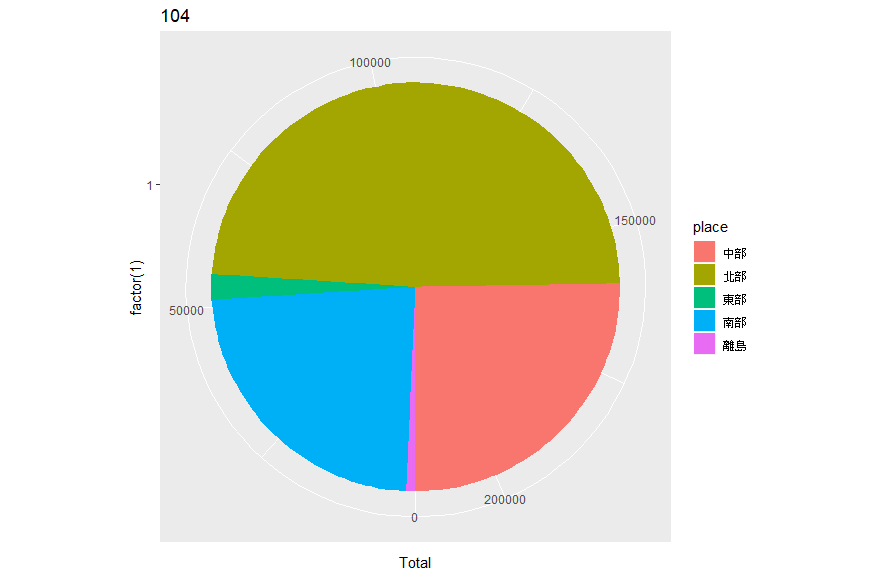 104
100000
150000
1
50000
200000
0
factor(1)
Total
place
中部
北部
東部
南部
離島